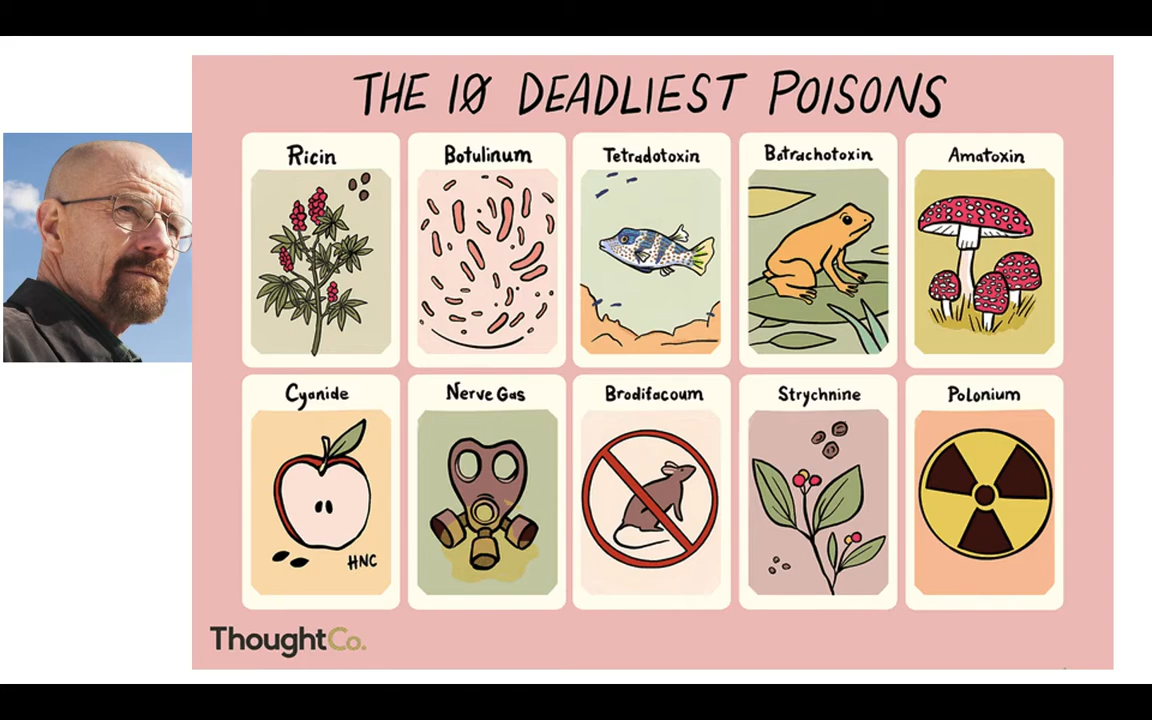 THE 10 DEADLIEST POISONS
Ricin
Botulinum
Tetradotoxin
Batrachotoxin
Amatoxin
Cyanide
Nerve Gas
Brodifacoum
Strychnine
Polonium
HNC
ThoughtCo.